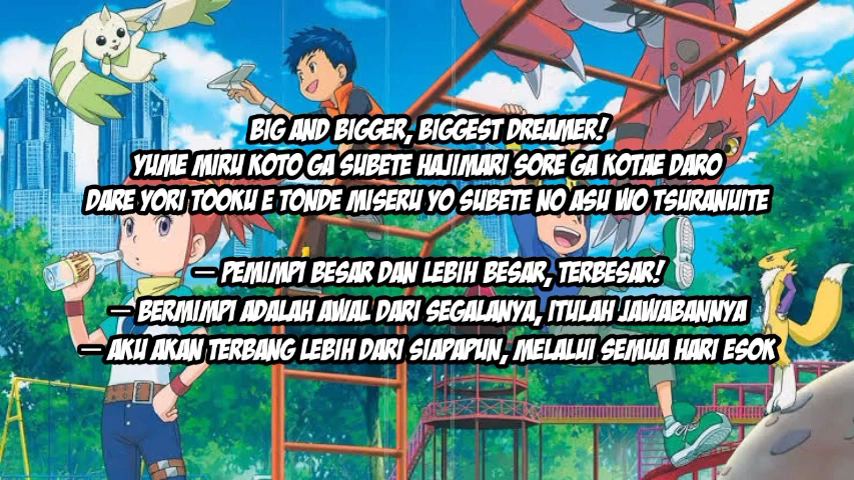 BIG AND BIGGER, BIGGEST DREAMER!
YUME MIRU KOTO GA SUBETE HAJIMARI SORE GA KOTAE DARO
DARE YORI TOOKU E TONDE MISERU YO SUBETE NO ASU WO TSURANUITE
– PEMIMPI BESAR DAN LEBIH BESAR, TERBESAR!
– BERMIMPI ADALAH AWAL DARI SEGALANYA, ITULAH JAWABANNYA
– AKU AKAN TERBANG LEBIH DARI SIAPAPUN, MELALUI SEMUA HARI ESOK